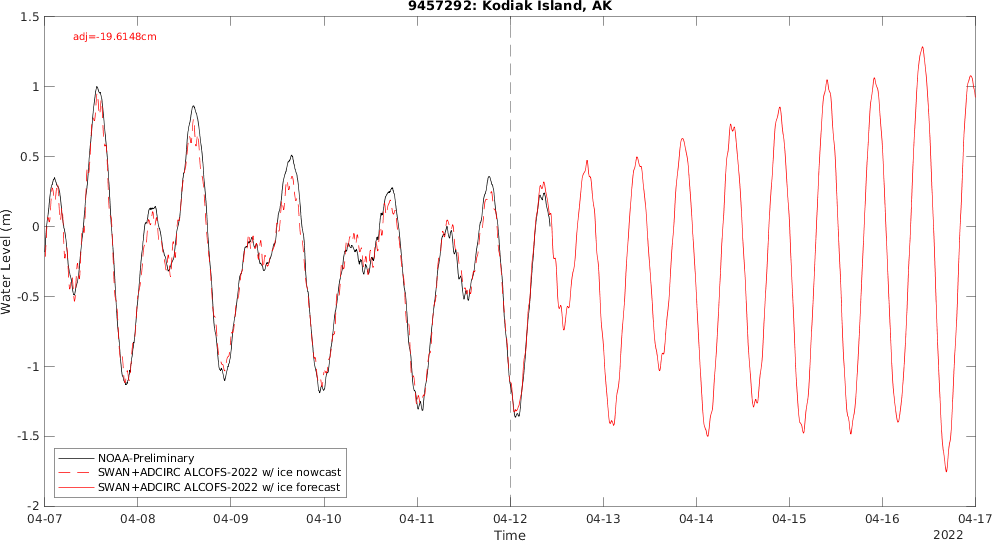 9457292: Kodiak Island, AK
adj=-19.6148cm
Water Level (m)
1.5
1
0.5
0
-0.5
-1
-1.5
-2
NOAA-Preliminary
SWAN+ADCIRC ALCOFS-2022 w/ ice nowcast
SWAN+ADCIRC ALCOFS-2022 w/ ice forecast
04-07 04-08 04-09 04-10 04-11 04-12 04-13 04-14 04-15 04-16 04-17
Time
2022